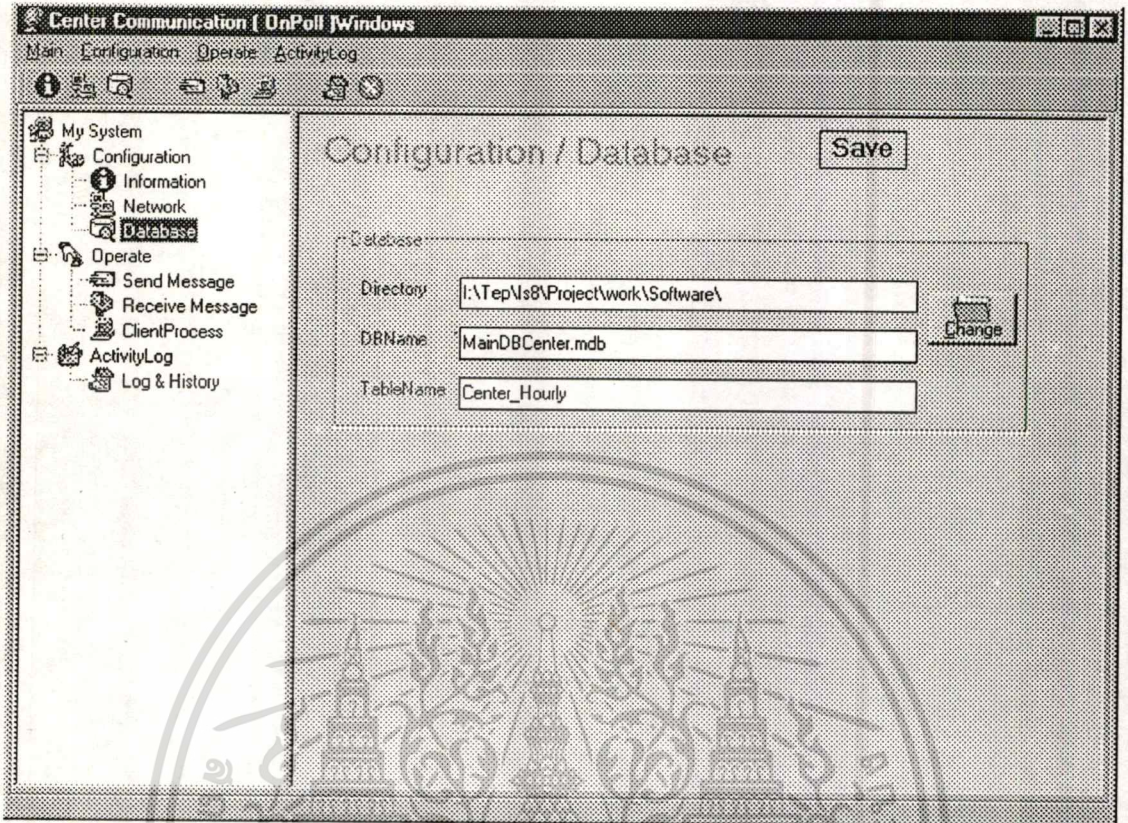 Center Communication [ OnPoll ]Windows
Main Configuration Operate ActivityLog
My System
Configuration
Information
Network
Database
Operate
Send Message
Receive Message
ClientProcess
ActivityLog
Log & History
Configuration / Database
Save
Database
Directory
I:\Tep\Is8\Project\work\Software\
Change
DBName
MainDBCenter.mdb
TableName
Center_Hourly